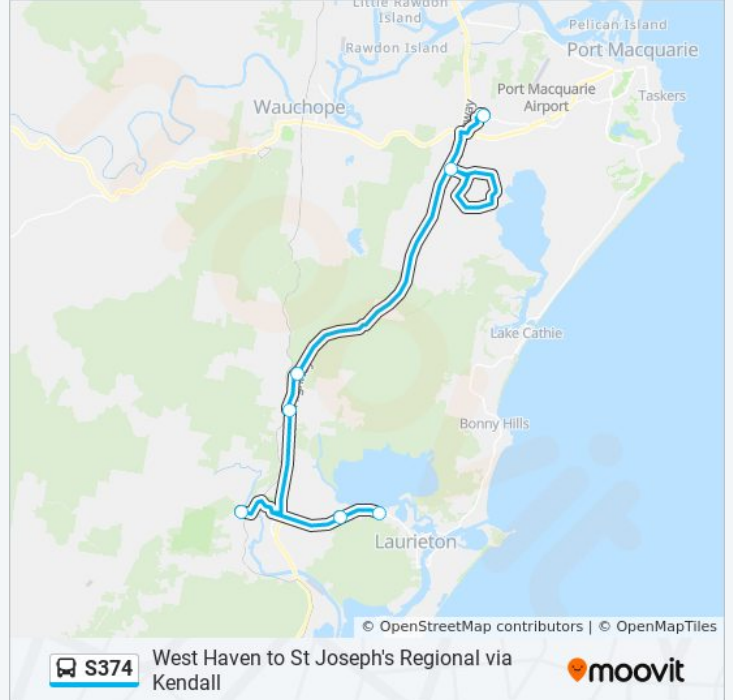 Little Rawdon
Island
Pelican Island
Rawdon Island
Port Macquarie
Port Macquarie
Airport
Taskers
Wauchope
way
Lake Cathie
Bonny Hills
Laurieton
© OpenStreetMap contributors | © OpenMapTiles
S374
West Haven to St Joseph's Regional via
Kendall
moovit